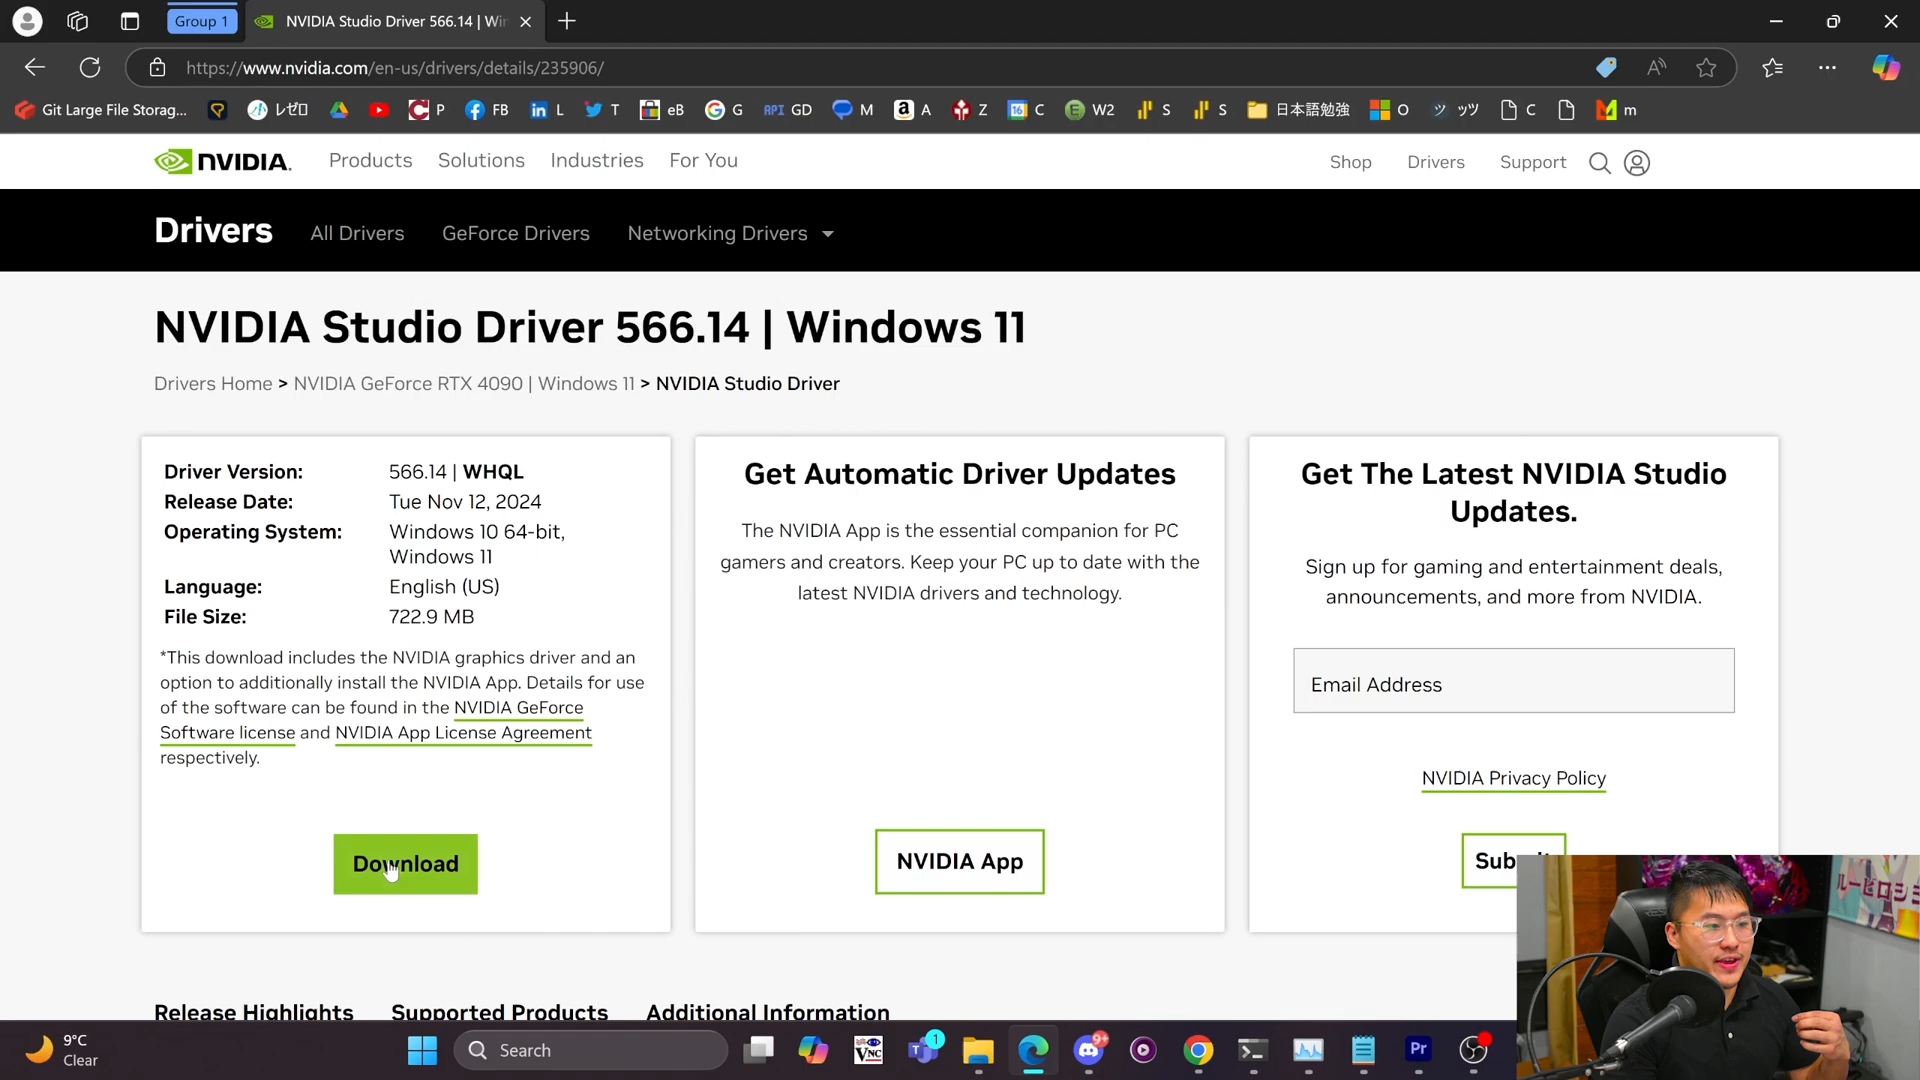 Group 1
NVIDIA Studio Driver 566.14 | Wi
https://www.nvidia.com/en-us/drivers/details/235906/
Git Large File Storag...
レゼロ
P
FB
L
T
eB
G
GD
M
A
Z
C
W2
S
S
日本語勉強
O
ッツ
C
m
NVIDIA.
Products
Solutions
Industries
For You
Shop
Drivers
Support
Drivers
All Drivers
GeForce Drivers
Networking Drivers
NVIDIA Studio Driver 566.14 | Windows 11
Drivers Home > NVIDIA GeForce RTX 4090 | Windows 11 > NVIDIA Studio Driver
Driver Version: 566.14 | WHQL
Release Date: Tue Nov 12, 2024
Operating System: Windows 10 64-bit,
Windows 11
Language: English (US)
File Size: 722.9 MB
*This download includes the NVIDIA graphics driver and an
option to additionally install the NVIDIA App. Details for use
of the software can be found in the NVIDIA GeForce
Software license and NVIDIA App License Agreement
respectively.
Download
Get Automatic Driver Updates
The NVIDIA App is the essential companion for PC
gamers and creators. Keep your PC up to date with the
latest NVIDIA drivers and technology.
NVIDIA App
Get The Latest NVIDIA Studio
Updates.
Sign up for gaming and entertainment deals,
announcements, and more from NVIDIA.
Email Address
NVIDIA Privacy Policy
Release Highlights
Supported Products
Additional Information
9°C
Clear
Search
VNC
1
9+
Pr